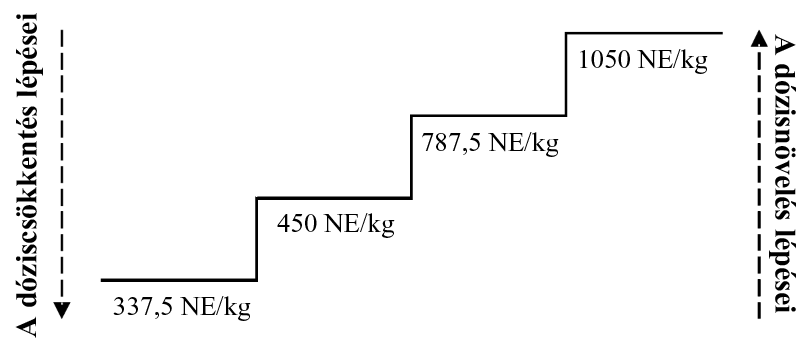 A dóziscsökkentés lépései
1050 NE/kg
787,5 NE/kg
450 NE/kg
337,5 NE/kg
A dózisnövelés lépései